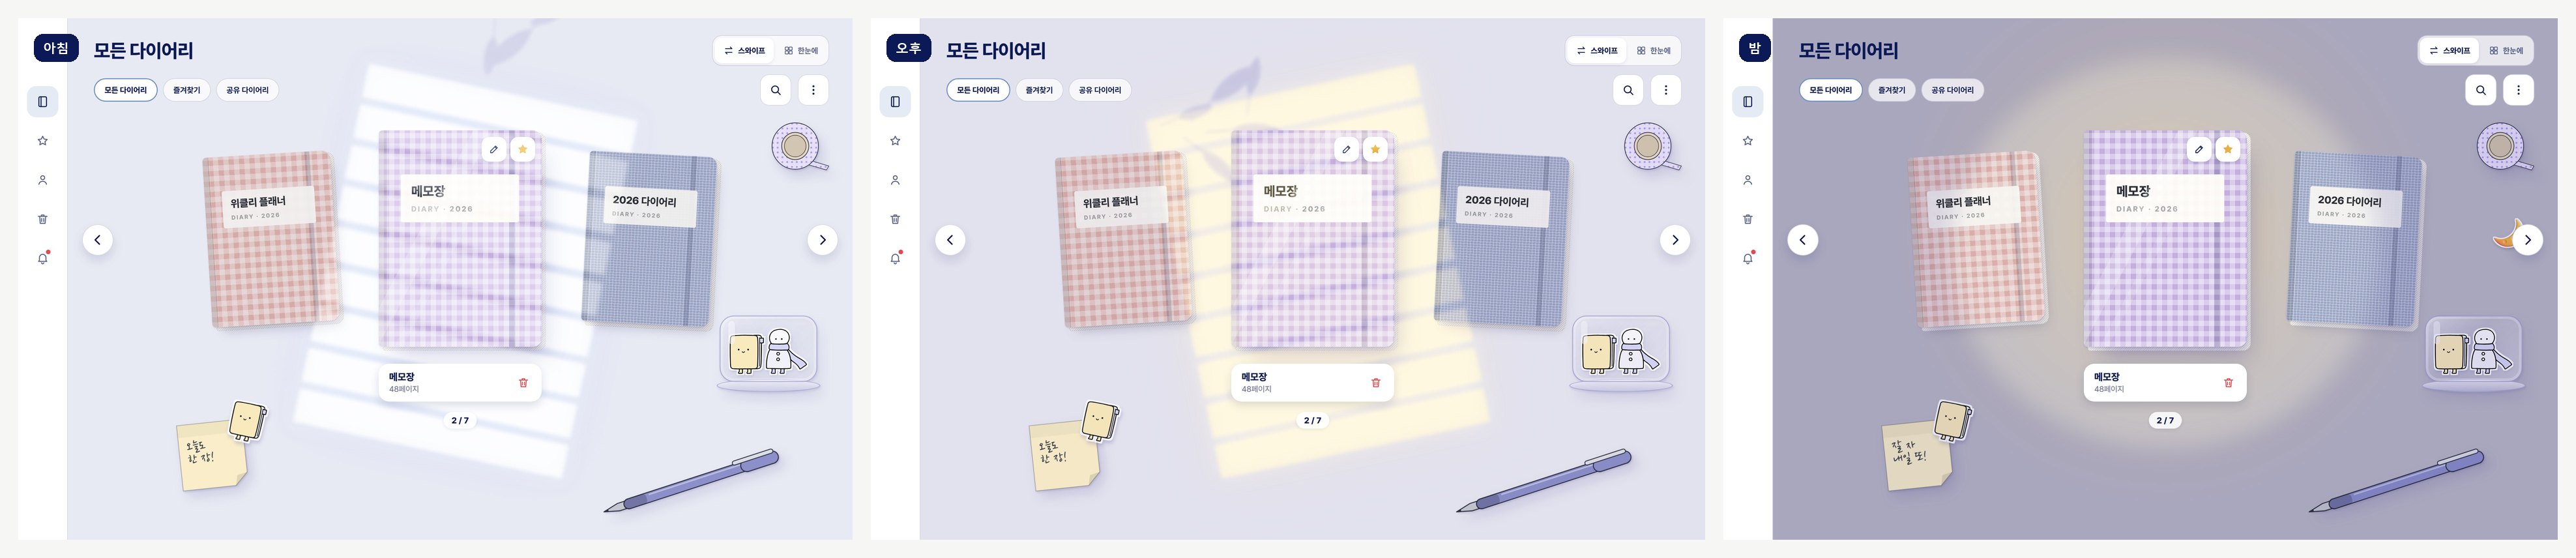 아침
모든 다이어리
스와이프
한눈에
모든 다이어리
즐겨찾기
공유 다이어리
위클리 플래너
DIARY · 2026
메모장
DIARY · 2026
2026 다이어리
DIARY · 2026
메모장
48페이지
2 / 7
오늘도
한 장!
오후
모든 다이어리
스와이프
한눈에
모든 다이어리
즐겨찾기
공유 다이어리
위클리 플래너
DIARY · 2026
메모장
DIARY · 2026
2026 다이어리
DIARY · 2026
메모장
48페이지
2 / 7
오늘도
한 장!
밤
모든 다이어리
스와이프
한눈에
모든 다이어리
즐겨찾기
공유 다이어리
위클리 플래너
DIARY · 2026
메모장
DIARY · 2026
2026 다이어리
DIARY · 2026
메모장
48페이지
2 / 7
잘 자
내일 또!